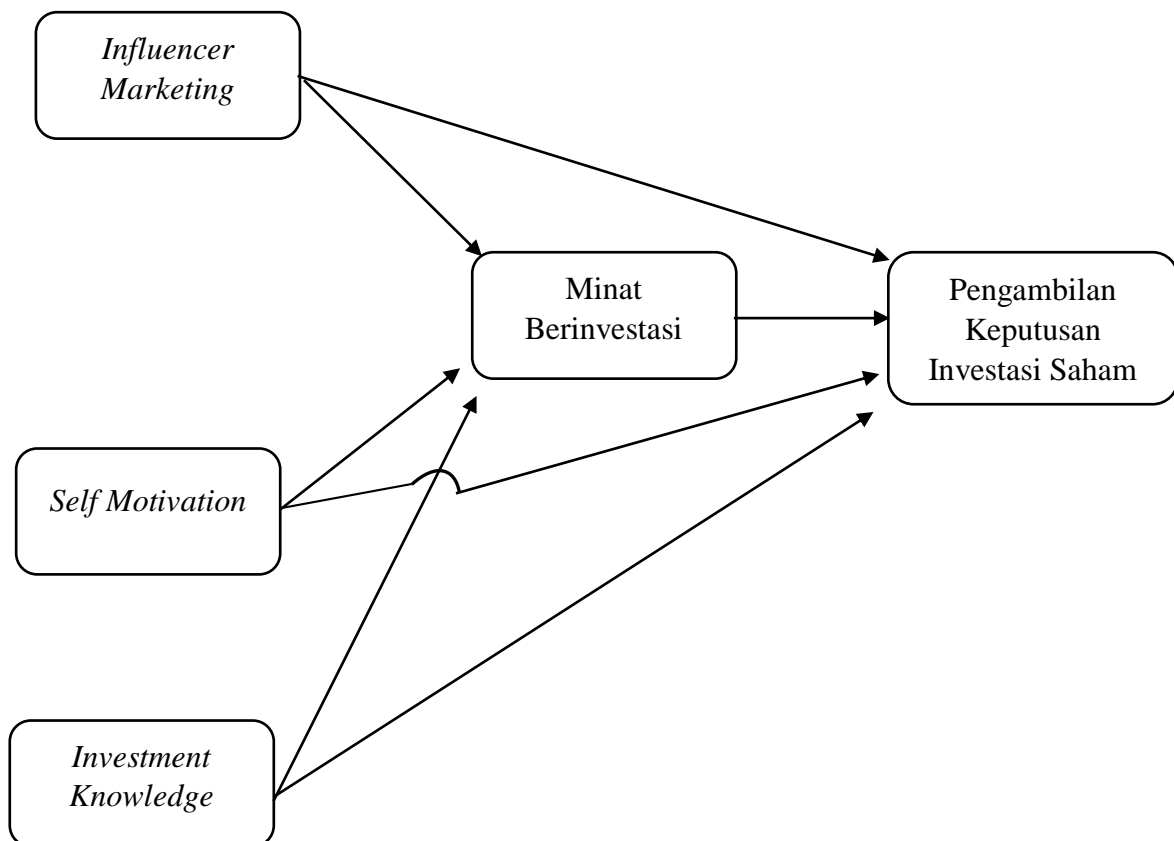 Influencer
Marketing
Minat
Berinvestasi
Pengambilan
Keputusan
Investasi Saham
Self Motivation
Investment
Knowledge